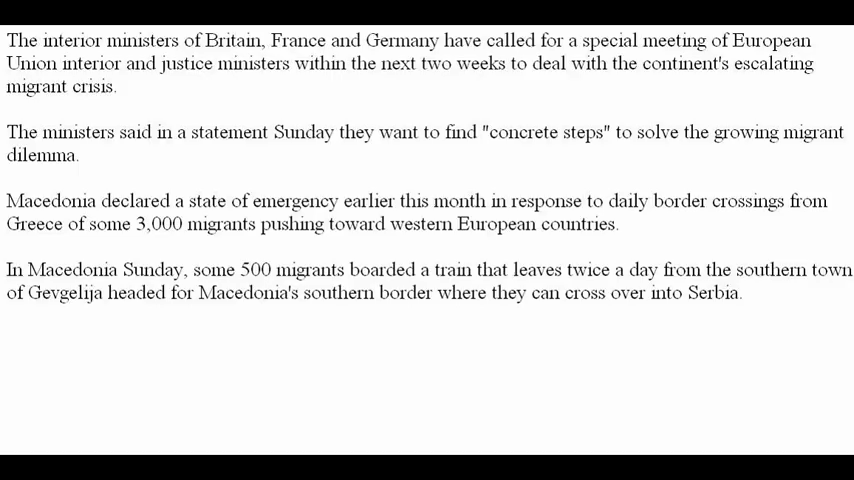 The interior ministers of Britain, France and Germany have called for a special meeting of European
Union interior and justice ministers within the next two weeks to deal with the continent's escalating
migrant crisis.
The ministers said in a statement Sunday they want to find "concrete steps" to solve the growing migrant
dilemma.
Macedonia declared a state of emergency earlier this month in response to daily border crossings from
Greece of some 3,000 migrants pushing toward western European countries.
In Macedonia Sunday, some 500 migrants boarded a train that leaves twice a day from the southern town
of Gevgelija headed for Macedonia's southern border where they can cross over into Serbia.